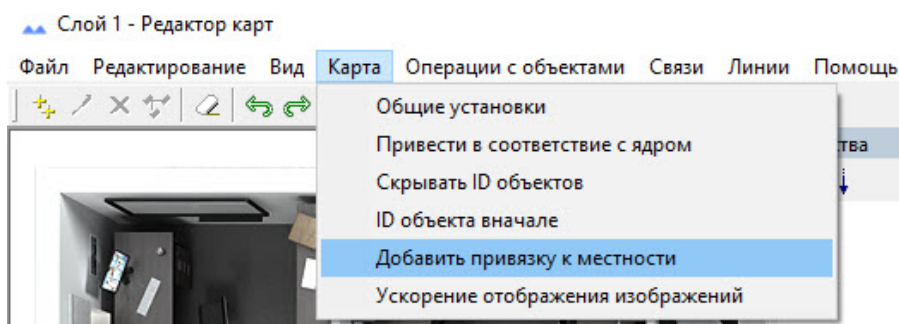 Слой 1 - Редактор карт
Файл Редактирование Вид Карта Операции с объектами Связи Линии Помощь
Общие установки
Привести в соответствие с ядром
тва
Скрывать ID объектов
ID объекта вначале
Добавить привязку к местности
Ускорение отображения изображений